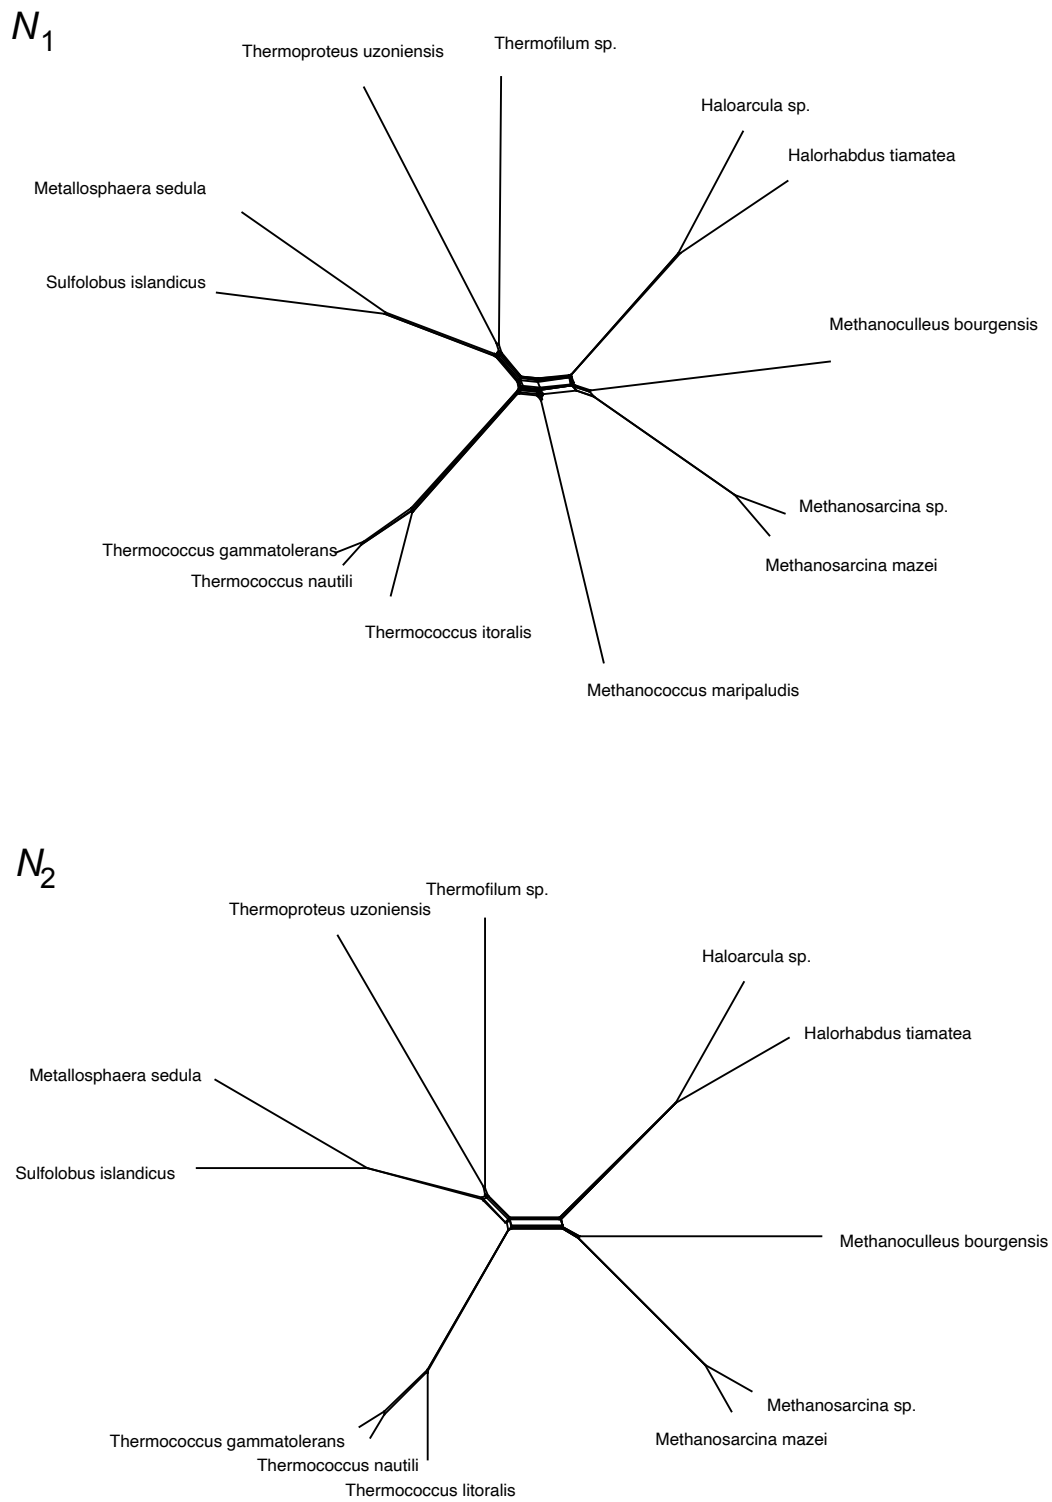 N1
Thermofilum sp.
Thermoproteus uzoniensis
Haloarcula sp.
Halorhabdus tiamatea
Metallosphaera sedula
Sulfolobus islandicus
Methanoculleus bourgensis
Methanosarcina sp.
Thermococcus gammatolerans
Methanosarcina mazei
Thermococcus nautili
Thermococcus itoralis
Methanococcus maripaludis
N2
Thermofilum sp.
Thermoproteus uzoniensis
Haloarcula sp.
Halorhabdus tiamatea
Metallosphaera sedula
Sulfolobus islandicus
Methanoculleus bourgensis
Methanosarcina sp.
Thermococcus gammatolerans
Methanosarcina mazei
Thermococcus nautili
Thermococcus litoralis